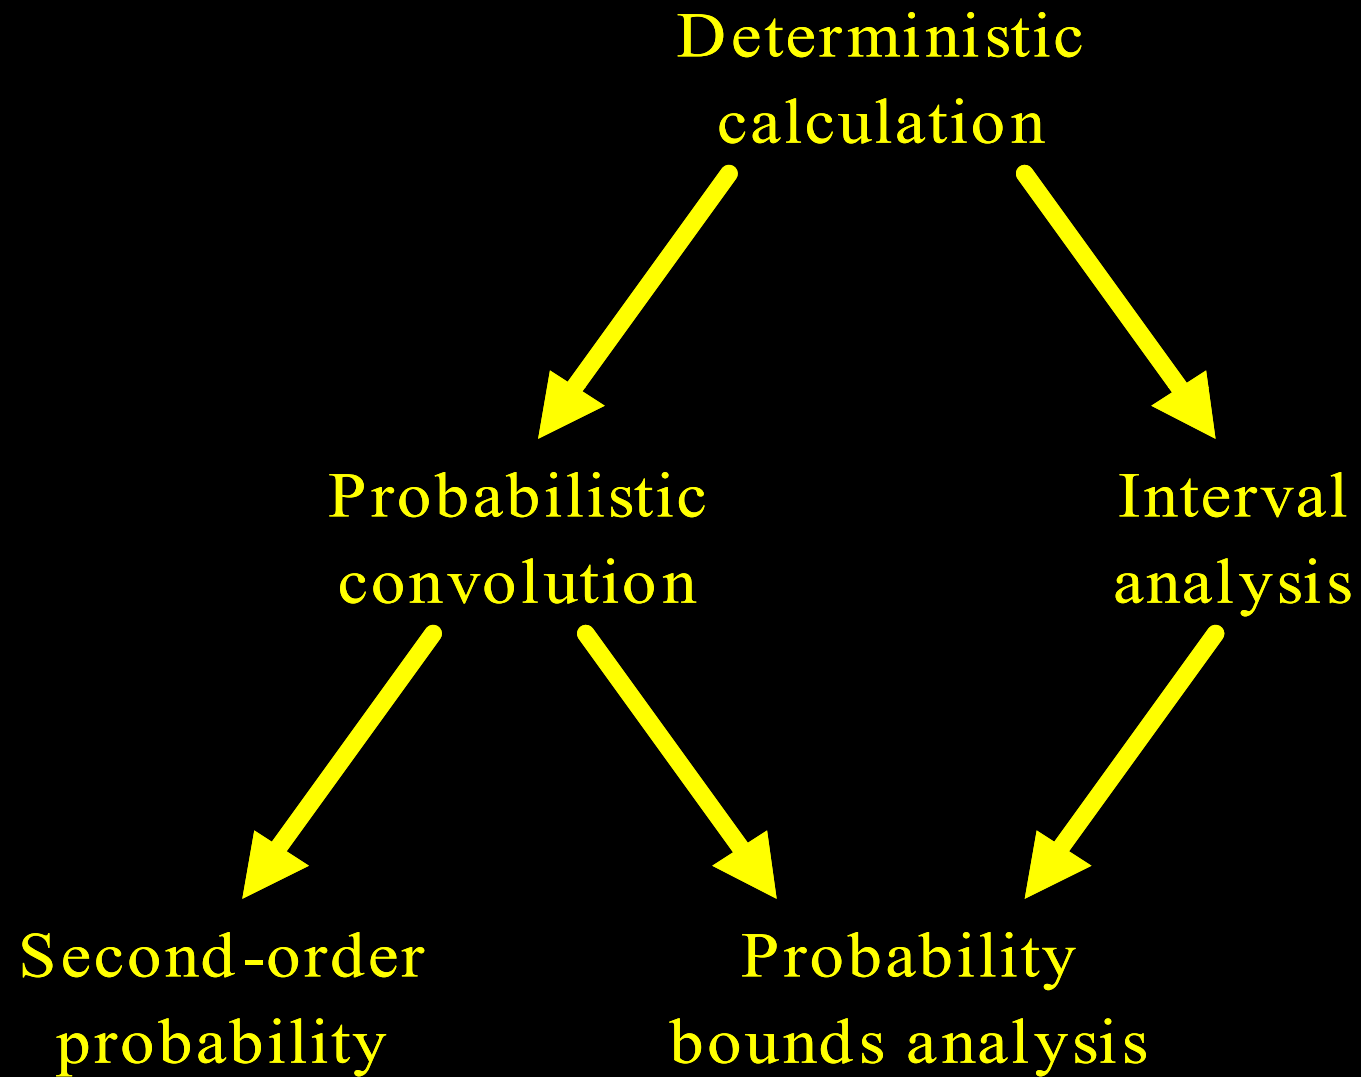 Deterministic
calculation
Probabilistic
convolution
Interval
analysis
Second-order
probability
Probability
bounds analysis